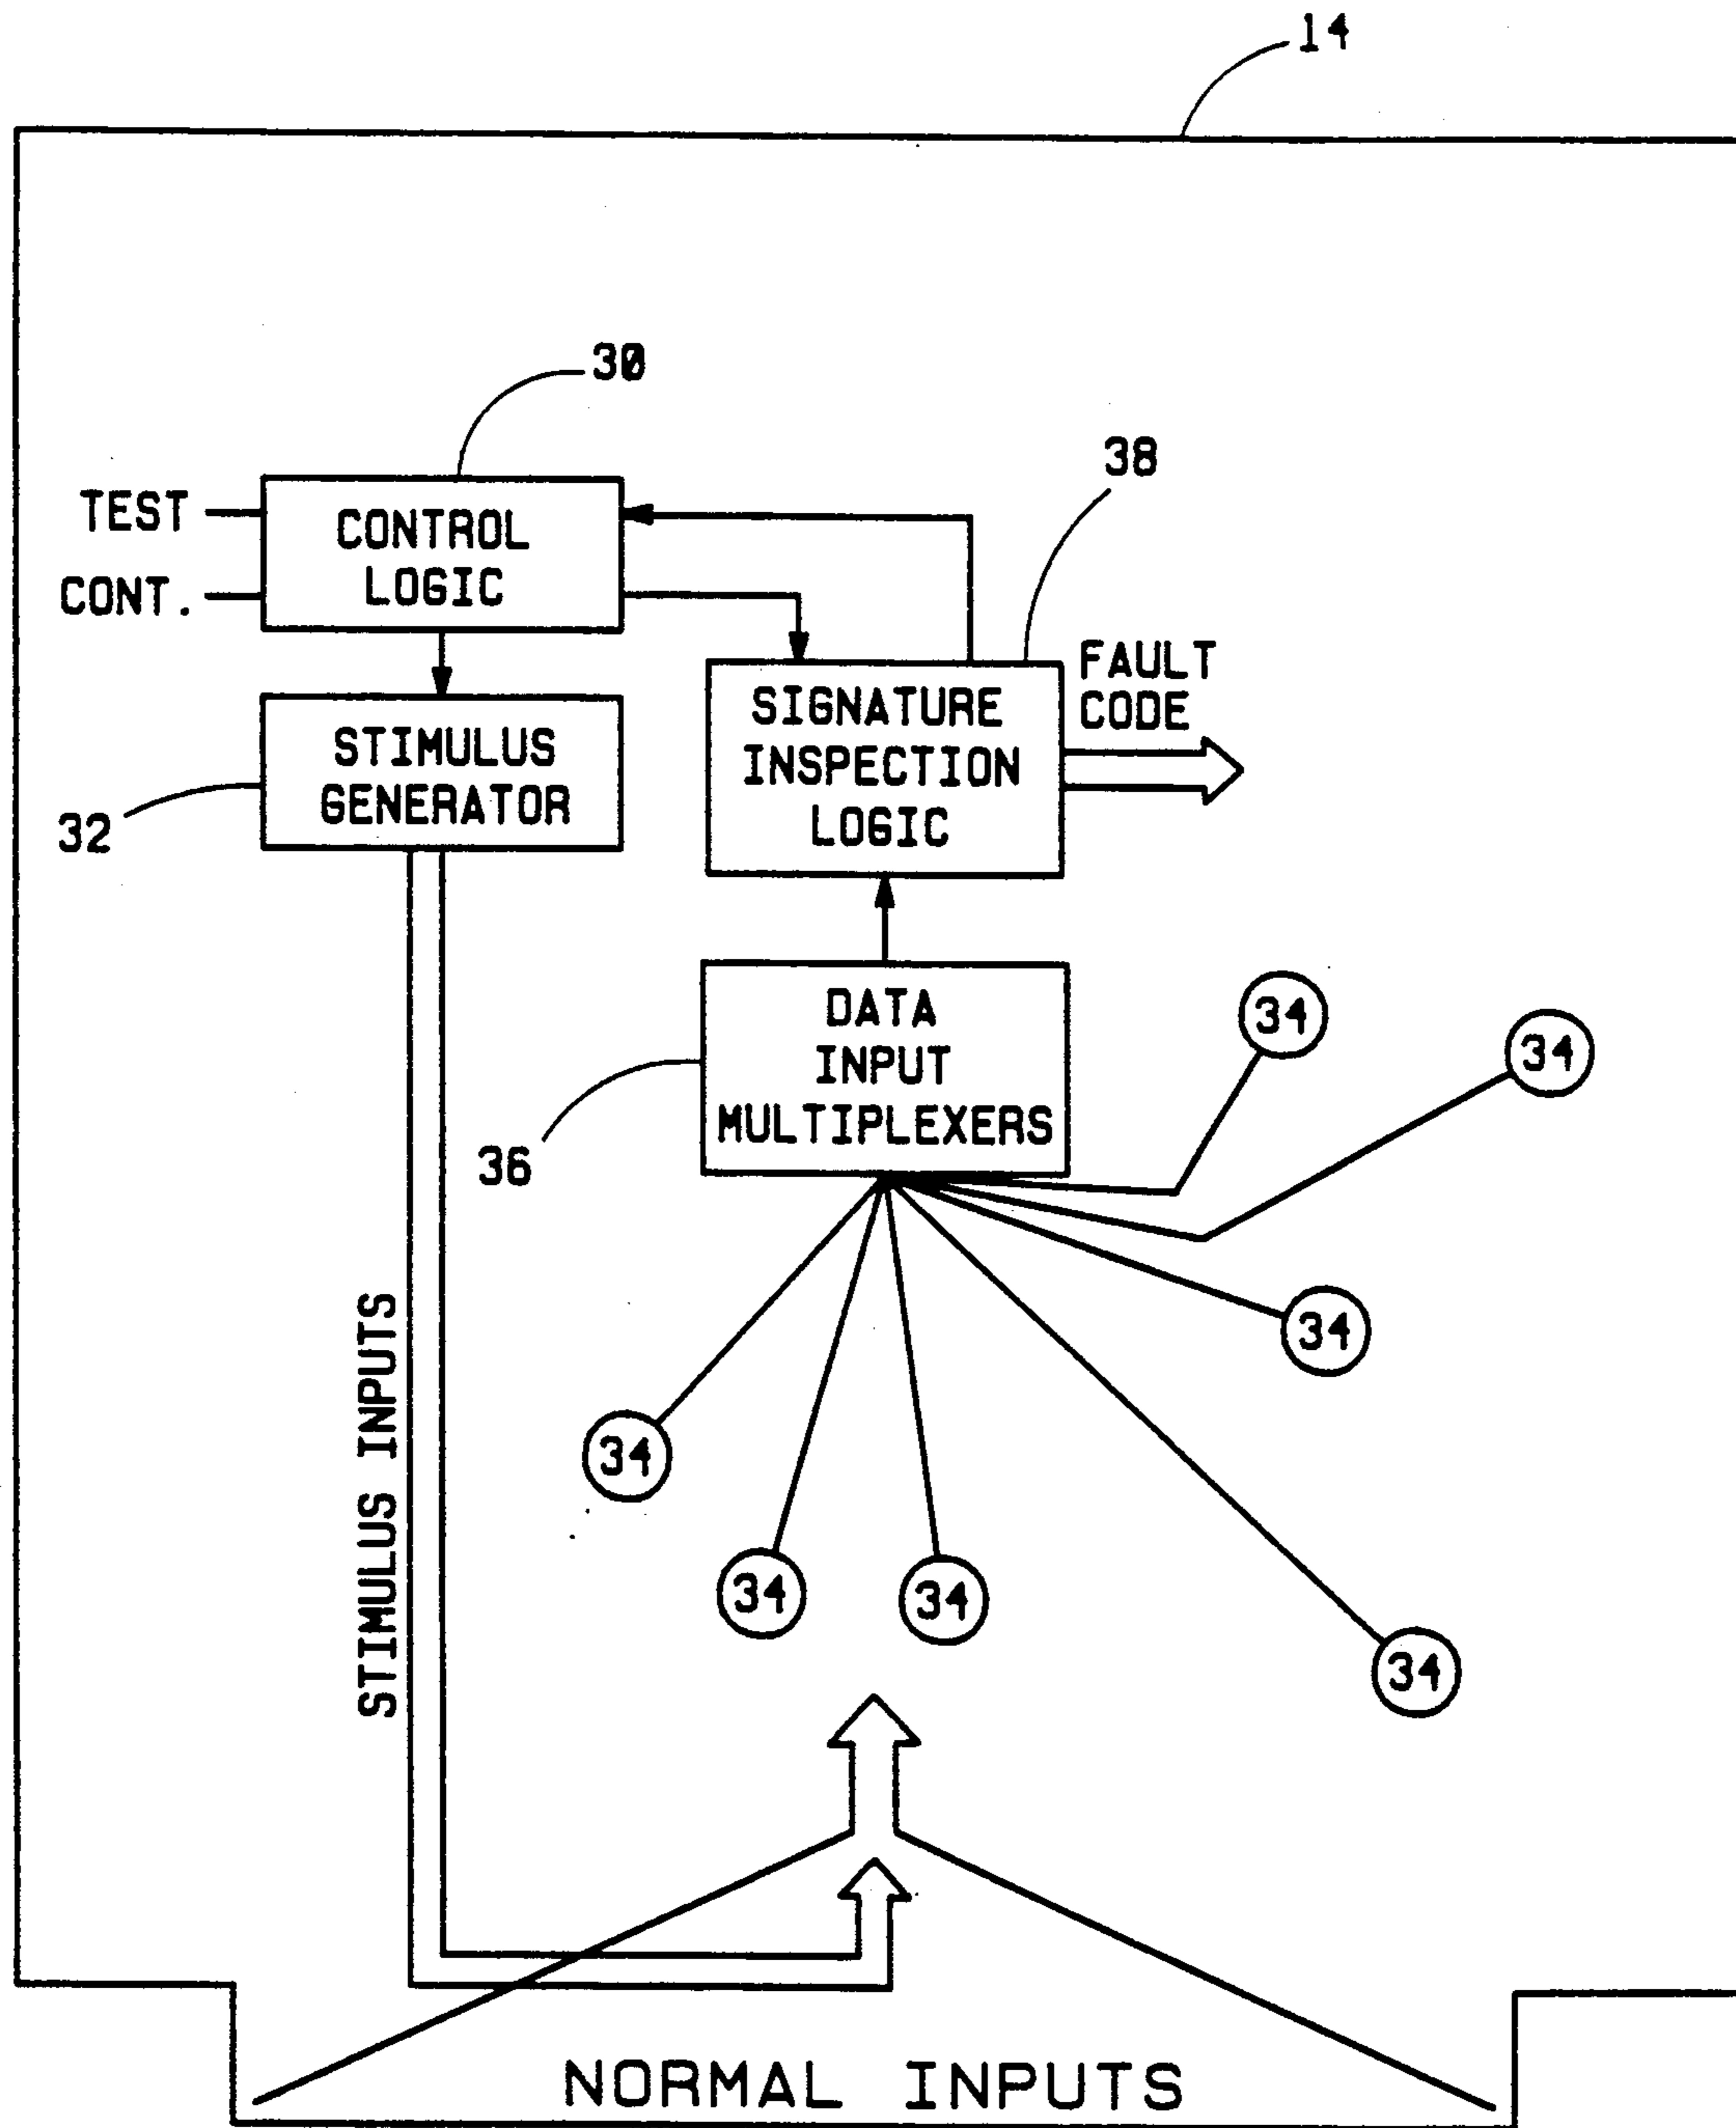 14
30
38
TEST
CONT.
CONTROL
LOGIC
FAULT
CODE
SIGNATURE
INSPECTION
LOGIC
STIMULUS
GENERATOR
32
DATA
INPUT
MULTIPLEXERS
36
34
34
34
34
34
34
34
STIMULUS INPUTS
NORMAL INPUTS